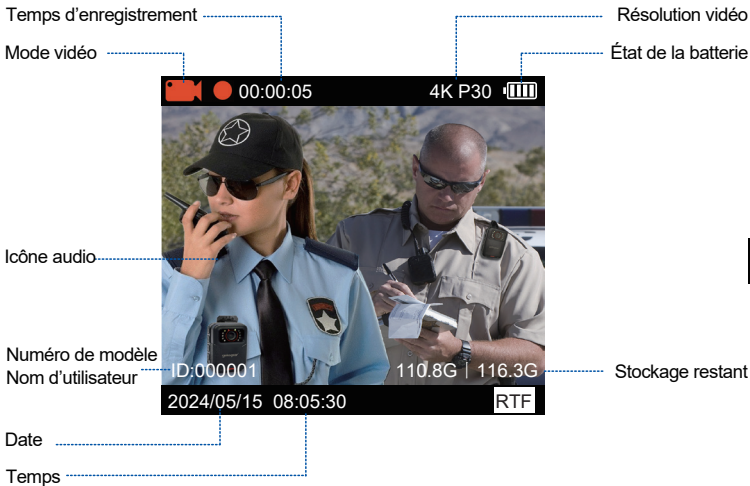 Temps d’enregistrement
Résolution vidéo
Mode vidéo
État de la batterie
00:00:05
4K P30
Icône audio
Numéro de modèle
Nom d’utilisateur
ID:000001
110.8G | 116.3G
Stockage restant
2024/05/15 08:05:30
RTF
Date
Temps